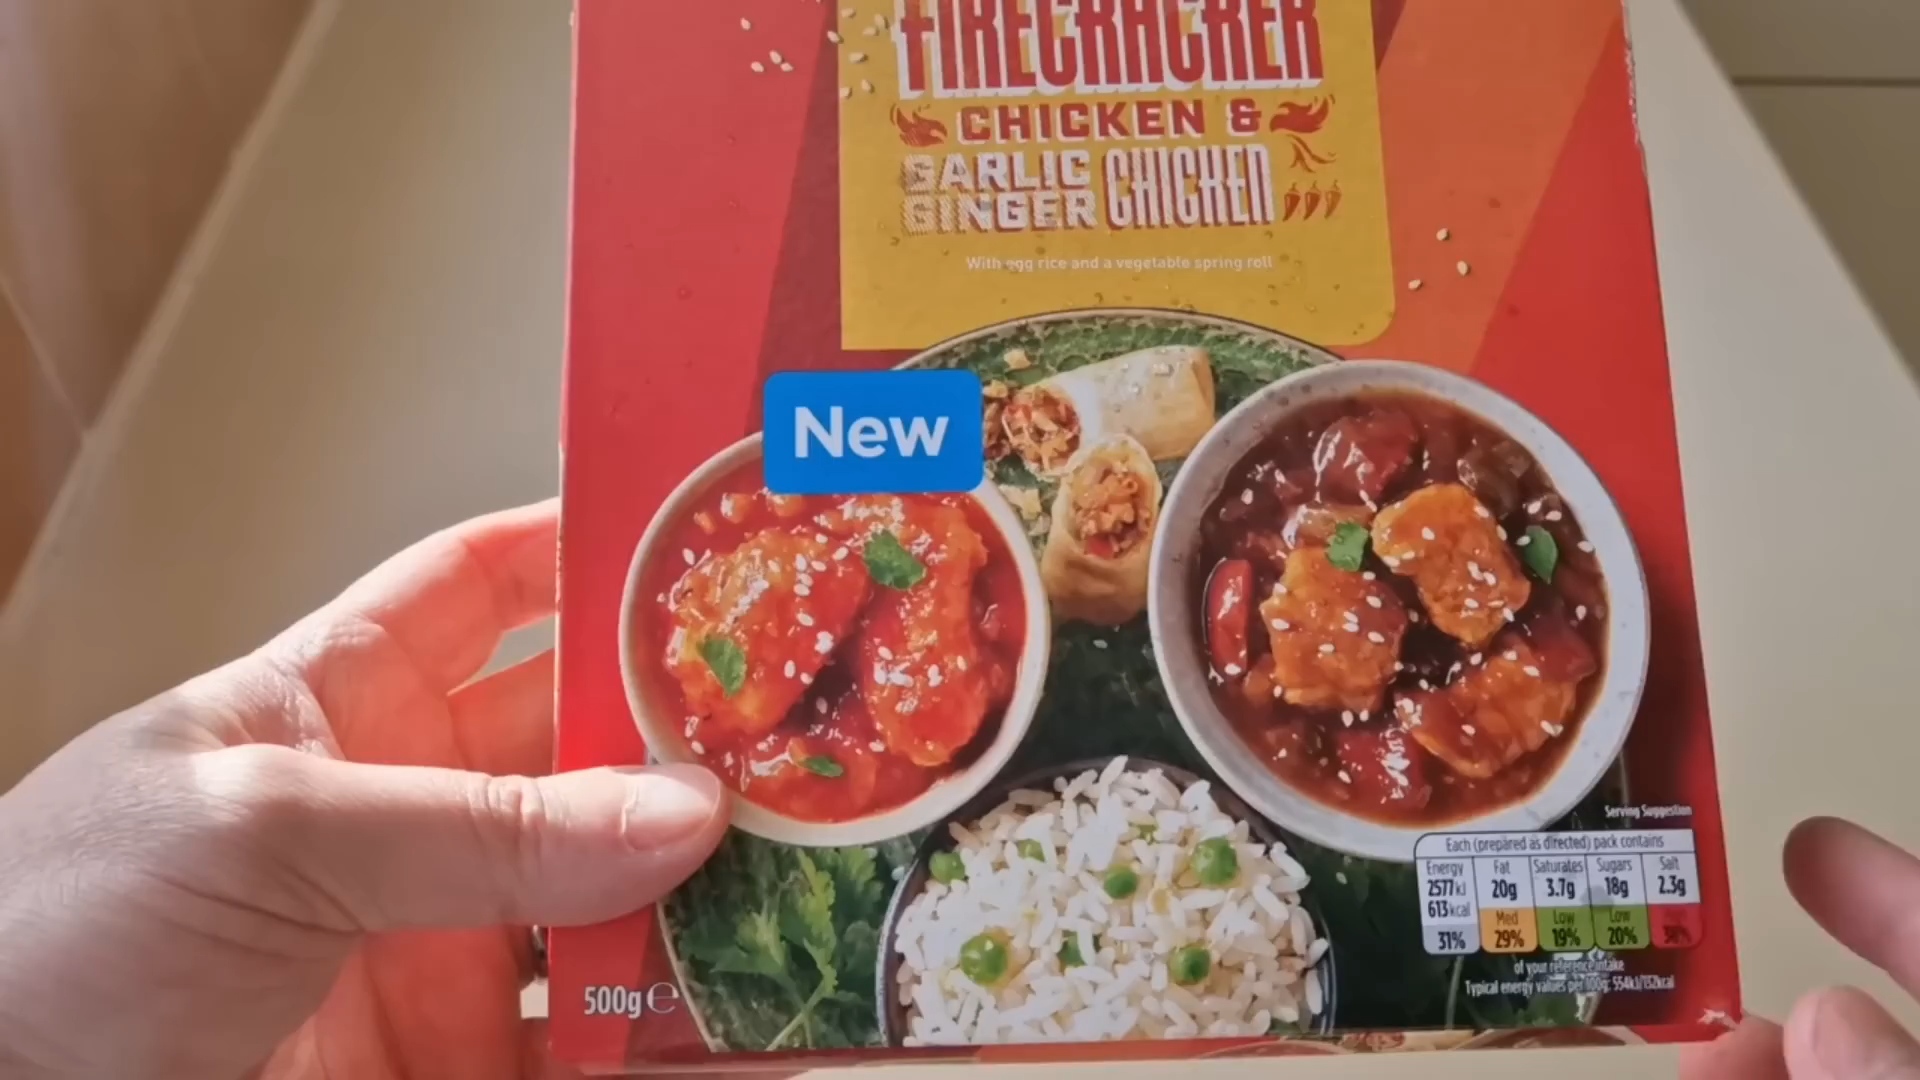 FIRECRACKER
CHICKEN &
GARLIC
GINGER CHICKEN
With egg rice and a vegetable spring roll
New
Serving Suggestion
Each (prepared as directed) pack contains
Energy Fat Saturates Sugars Salt
2577kJ 20g 3.7g 18g 2.3g
613kcal Med Low Low
31% 29% 19% 20% 38%
of your reference intake
Typical energy values per 100g: 554kJ/132kcal
500g ℮